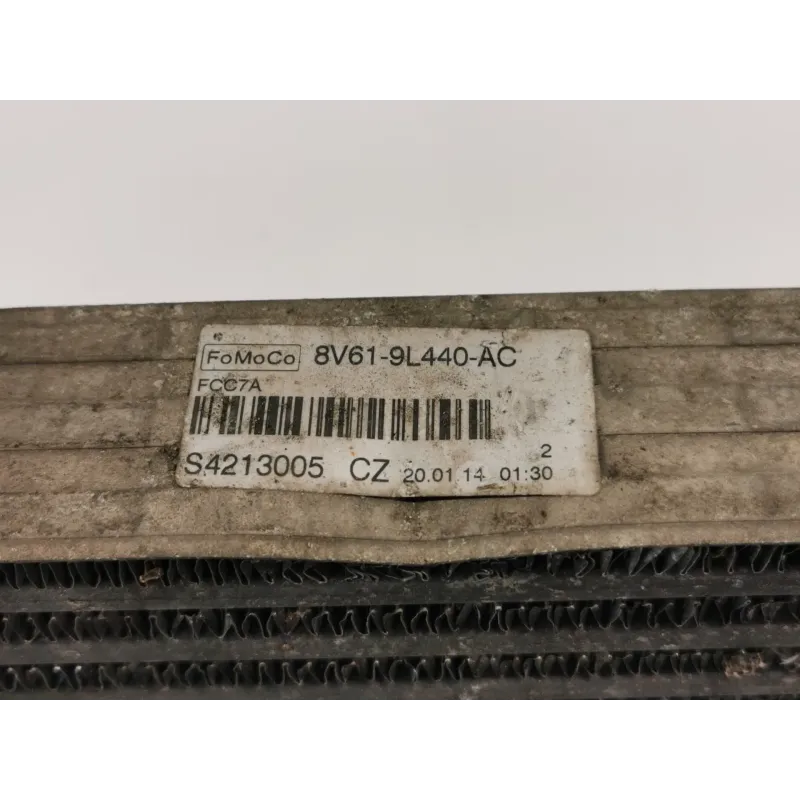 FoMoCo 8V61-9L440-AC
FCC7A
2
S4213005 CZ 20.01.14 01:30